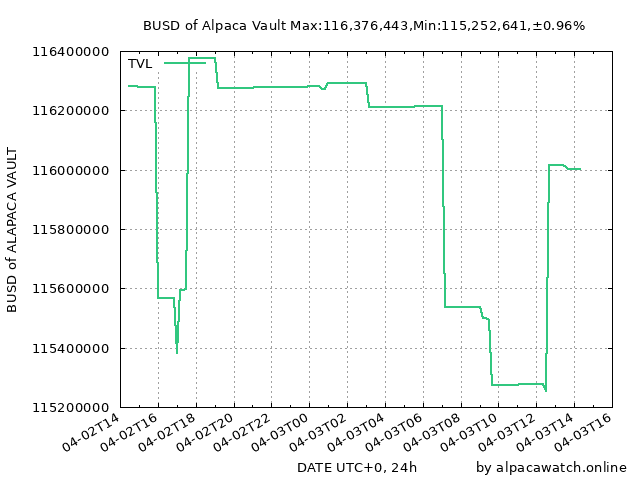 BUSD of Alpaca Vault Max:116,376,443,Min:115,252,641,±0.96%
TVL
116400000
116200000
116000000
115800000
115600000
115400000
115200000
BUSD of ALAPACA VAULT
04-02T14
04-02T16
04-02T18
04-02T20
04-02T22
04-03T00
04-03T02
04-03T04
04-03T06
04-03T08
04-03T10
04-03T12
04-03T14
04-03T16
DATE UTC+0, 24h
by alpacawatch.online